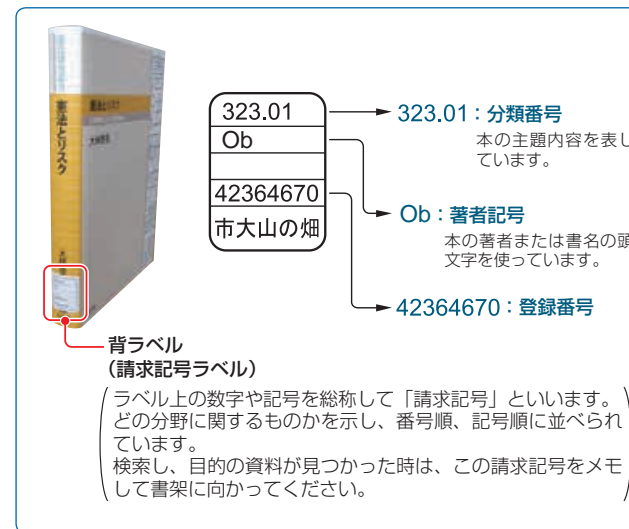 憲法とリスク
憲法とリスク
323.01
Ob
42364670
市大山の畑
323.01：分類番号
本の主題内容を表し
ています。
Ob：著者記号
本の著者または書名の頭
文字を使っています。
42364670：登録番号
背ラベル
（請求記号ラベル）
ラベル上の数字や記号を総称して「請求記号」といいます。
どの分野に関するものかを示し、番号順、記号順に並べられ
ています。
検索し、目的の資料が見つかった時は、この請求記号をメモ
して書架に向かってください。